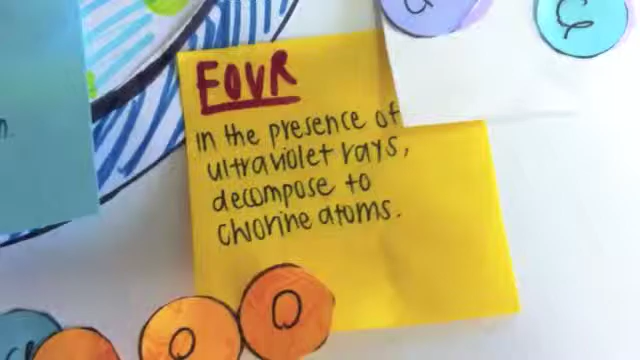 FOUR
In the presence of
ultraviolet rays,
decompose to
chlorine atoms.
C
O
O